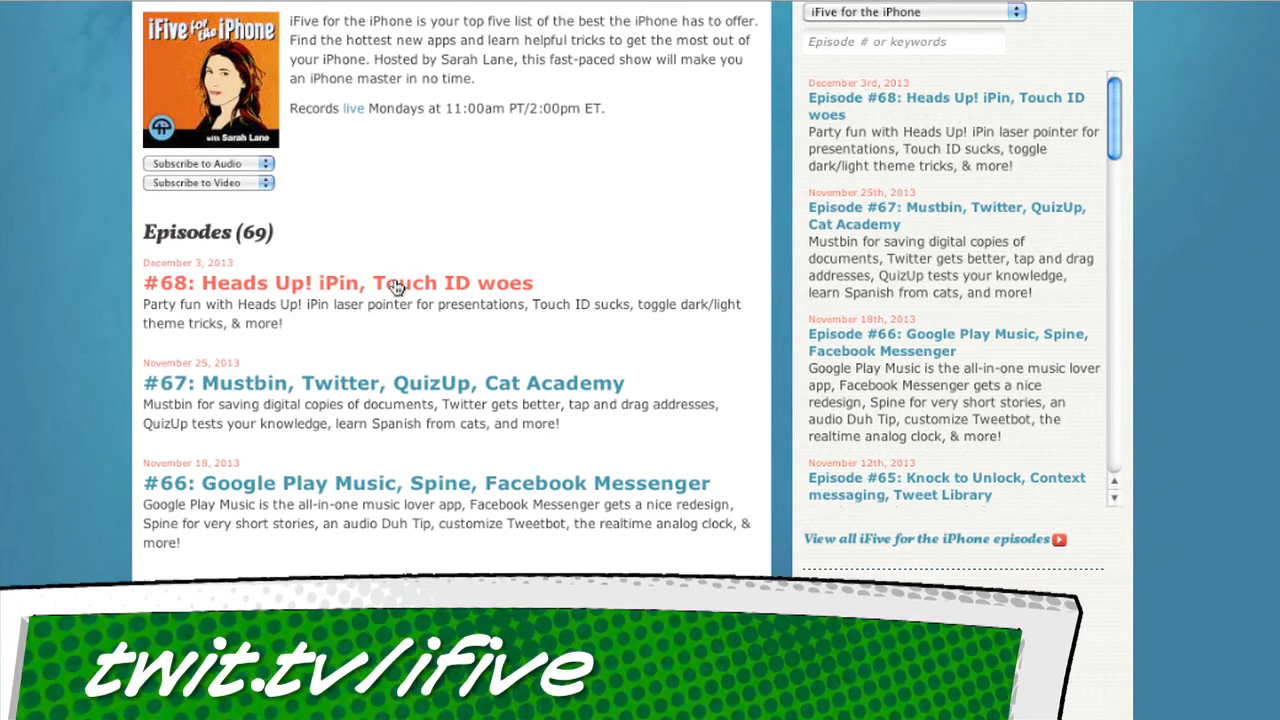 iFive for the iPhone
with Sarah Lane
iFive for the iPhone is your top five list of the best the iPhone has to offer.
Find the hottest new apps and learn helpful tricks to get the most out of
your iPhone. Hosted by Sarah Lane, this fast-paced show will make you
an iPhone master in no time.
Records live Mondays at 11:00am PT/2:00pm ET.
Subscribe to Audio
Subscribe to Video
Episodes (69)
December 3, 2013
#68: Heads Up! iPin, Touch ID woes
Party fun with Heads Up! iPin laser pointer for presentations, Touch ID sucks, toggle dark/light
theme tricks, & more!
November 25, 2013
#67: Mustbin, Twitter, QuizUp, Cat Academy
Mustbin for saving digital copies of documents, Twitter gets better, tap and drag addresses,
QuizUp tests your knowledge, learn Spanish from cats, and more!
November 18, 2013
#66: Google Play Music, Spine, Facebook Messenger
Google Play Music is the all-in-one music lover app, Facebook Messenger gets a nice redesign,
Spine for very short stories, an audio Duh Tip, customize Tweetbot, the realtime analog clock, &
more!
iFive for the iPhone
Episode # or keywords
December 3rd, 2013
Episode #68: Heads Up! iPin, Touch ID
woes
Party fun with Heads Up! iPin laser pointer for
presentations, Touch ID sucks, toggle
dark/light theme tricks, & more!
November 25th, 2013
Episode #67: Mustbin, Twitter, QuizUp,
Cat Academy
Mustbin for saving digital copies of
documents, Twitter gets better, tap and drag
addresses, QuizUp tests your knowledge,
learn Spanish from cats, and more!
November 18th, 2013
Episode #66: Google Play Music, Spine,
Facebook Messenger
Google Play Music is the all-in-one music lover
app, Facebook Messenger gets a nice
redesign, Spine for very short stories, an
audio Duh Tip, customize Tweetbot, the
realtime analog clock, & more!
November 12th, 2013
Episode #65: Knock to Unlock, Context
messaging, Tweet Library
View all iFive for the iPhone episodes
twit.tv/ifive